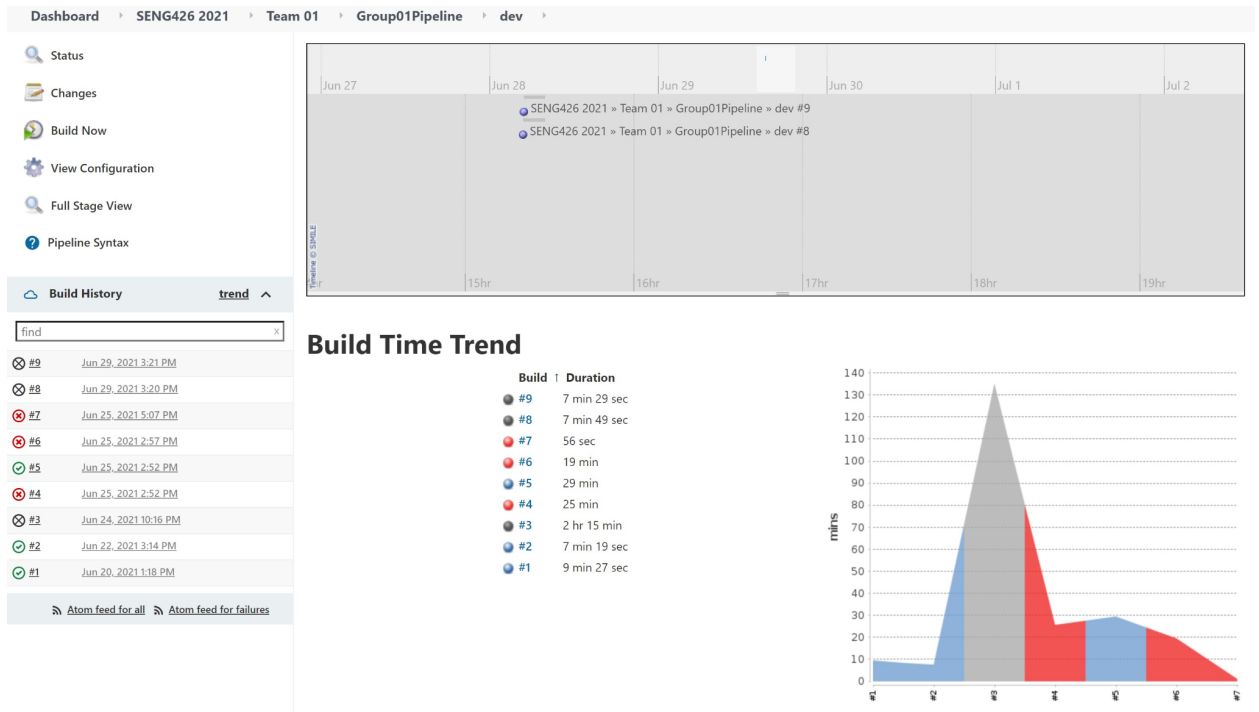 Dashboard SENG426 2021 Team 01 Group01Pipeline dev
Status
Changes
Build Now
View Configuration
Full Stage View
Pipeline Syntax
Build History trend
find x
#9 Jun 29, 2021 3:21 PM
#8 Jun 29, 2021 3:20 PM
#7 Jun 25, 2021 5:07 PM
#6 Jun 25, 2021 2:57 PM
#5 Jun 25, 2021 2:52 PM
#4 Jun 25, 2021 2:52 PM
#3 Jun 24, 2021 10:16 PM
#2 Jun 22, 2021 3:14 PM
#1 Jun 20, 2021 1:18 PM
Atom feed for all Atom feed for failures
Jun 27 Jun 28 Jun 29 Jun 30 Jul 1 Jul 2
SENG426 2021 » Team 01 » Group01Pipeline » dev #9
SENG426 2021 » Team 01 » Group01Pipeline » dev #8
Timeline © SIMILE
15hr 16hr 17hr 18hr 19hr
Build Time Trend
Build ↑ Duration
#9 7 min 29 sec
#8 7 min 49 sec
#7 56 sec
#6 19 min
#5 29 min
#4 25 min
#3 2 hr 15 min
#2 7 min 19 sec
#1 9 min 27 sec
mins
140
130
120
110
100
90
80
70
60
50
40
30
20
10
0
#1 #2 #3 #4 #5 #6 #7